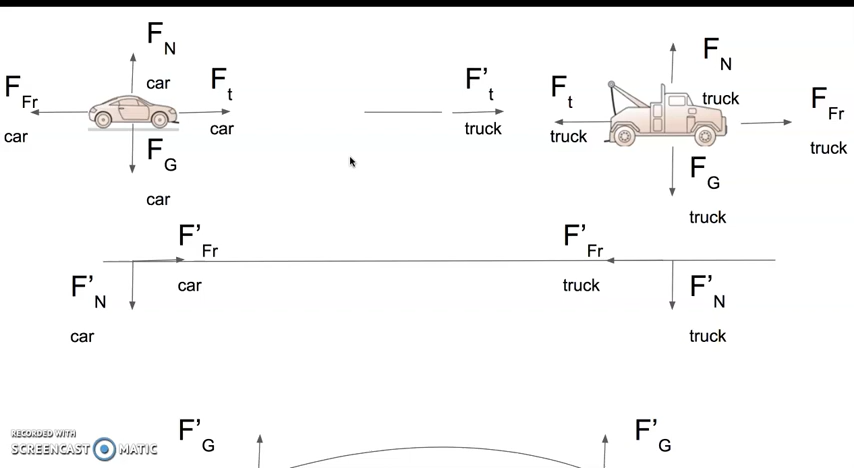 F_N
car
F_Fr
car
F_t
car
F_G
car
F'_t
truck
F_t
truck
F_N
truck
F_Fr
truck
F_G
truck
F'_Fr
car
F'_Fr
truck
F'_N
car
F'_N
truck
F'_G
F'_G
RECORDED WITH
SCREENCAST MATIC